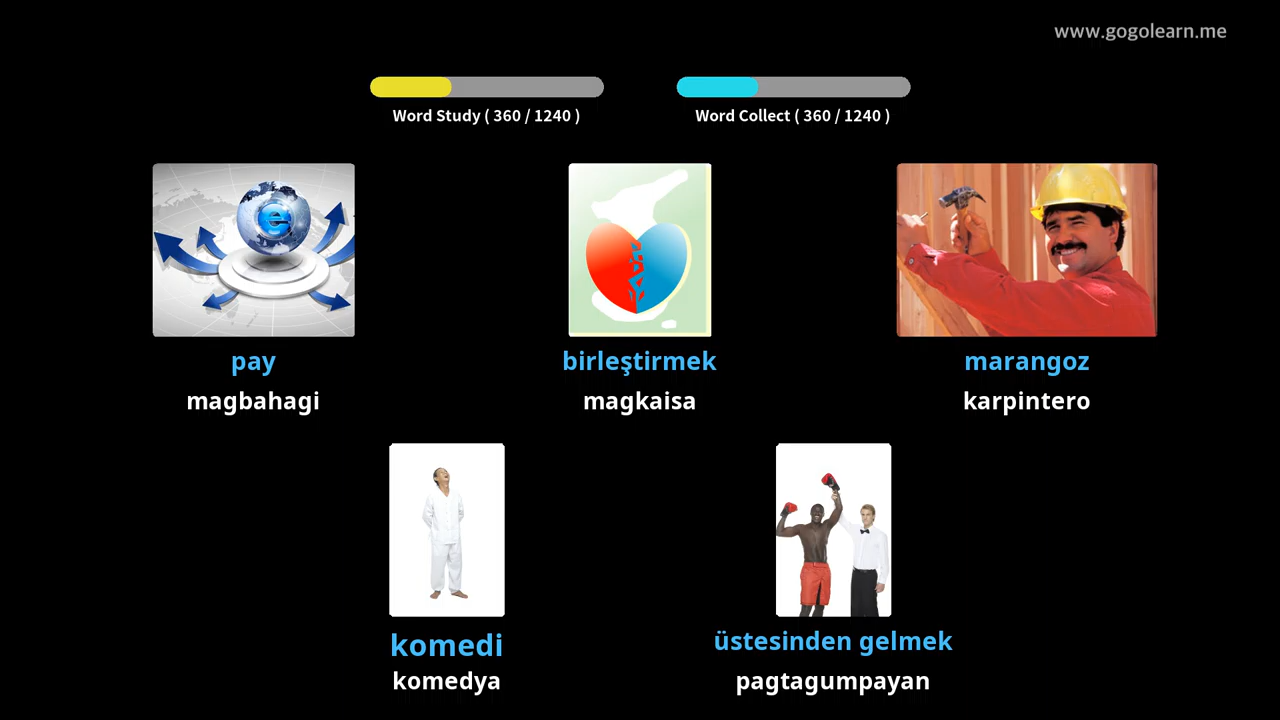 www.gogolearn.me
Word Study ( 360 / 1240 )
Word Collect ( 360 / 1240 )
e
pay
birleştirmek
marangoz
magbahagi
magkaisa
karpintero
komedi
üstesinden gelmek
komedya
pagtagumpayan